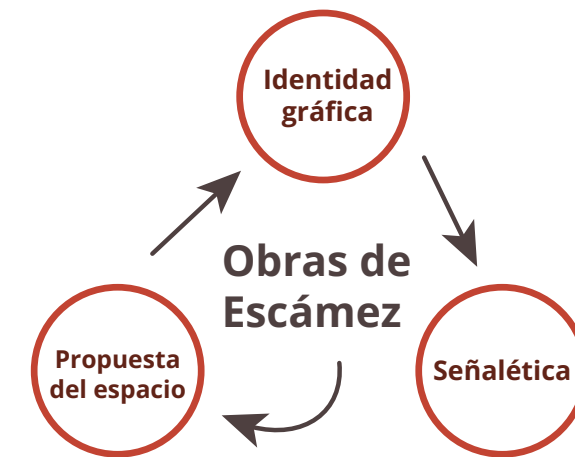 Identidad
gráfica
Obras de
Escámez
Propuesta
del espacio
Señalética